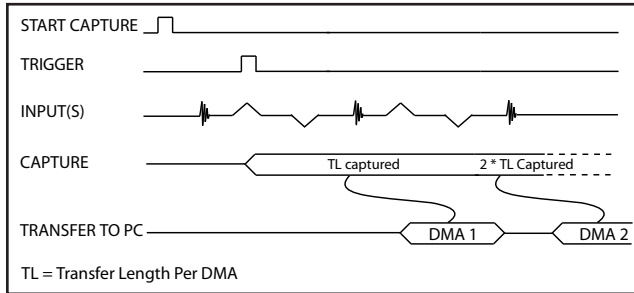 START CAPTURE
TRIGGER
INPUT(S)
CAPTURE
TL captured
2 * TL Captured
TRANSFER TO PC
DMA 1
DMA 2
TL = Transfer Length Per DMA